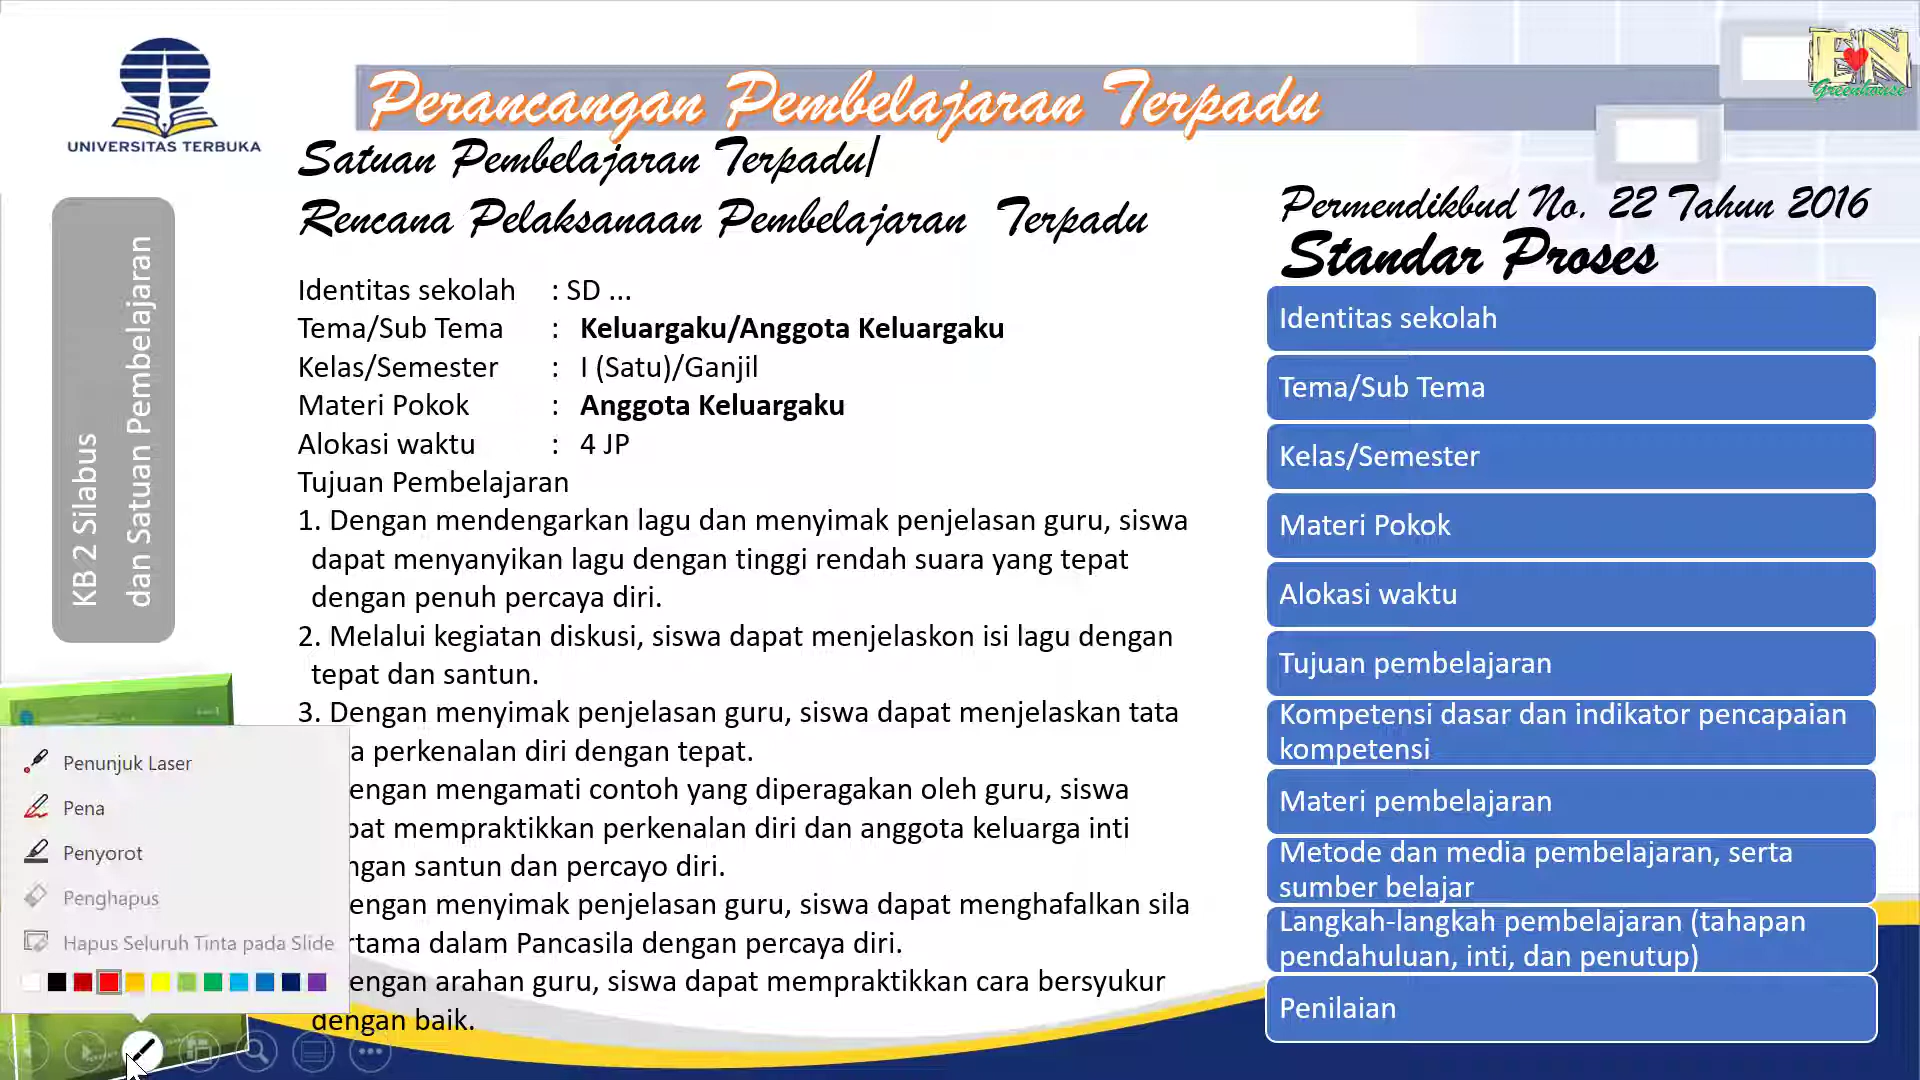 UNIVERSITAS TERBUKA
Perancangan Pembelajaran Terpadu
EN
Greenhouse
Satuan Pembelajaran Terpadu/
Rencana Pelaksanaan Pembelajaran Terpadu
KB 2 Silabus
dan Satuan Pembelajaran
Identitas sekolah : SD ...
Tema/Sub Tema : Keluargaku/Anggota Keluargaku
Kelas/Semester : I (Satu)/Ganjil
Materi Pokok : Anggota Keluargaku
Alokasi waktu : 4 JP
Tujuan Pembelajaran
1. Dengan mendengarkan lagu dan menyimak penjelasan guru, siswa
dapat menyanyikan lagu dengan tinggi rendah suara yang tepat
dengan penuh percaya diri.
2. Melalui kegiatan diskusi, siswa dapat menjelaskon isi lagu dengan
tepat dan santun.
3. Dengan menyimak penjelasan guru, siswa dapat menjelaskan tata
a perkenalan diri dengan tepat.
engan mengamati contoh yang diperagakan oleh guru, siswa
pat mempraktikkan perkenalan diri dan anggota keluarga inti
ngan santun dan percayo diri.
engan menyimak penjelasan guru, siswa dapat menghafalkan sila
rtama dalam Pancasila dengan percaya diri.
engan arahan guru, siswa dapat mempraktikkan cara bersyukur
dengan baik.
Permendikbud No. 22 Tahun 2016
Standar Proses
Identitas sekolah
Tema/Sub Tema
Kelas/Semester
Materi Pokok
Alokasi waktu
Tujuan pembelajaran
Kompetensi dasar dan indikator pencapaian
kompetensi
Materi pembelajaran
Metode dan media pembelajaran, serta
sumber belajar
Langkah-langkah pembelajaran (tahapan
pendahuluan, inti, dan penutup)
Penilaian
Penunjuk Laser
Pena
Penyorot
Penghapus
Hapus Seluruh Tinta pada Slide